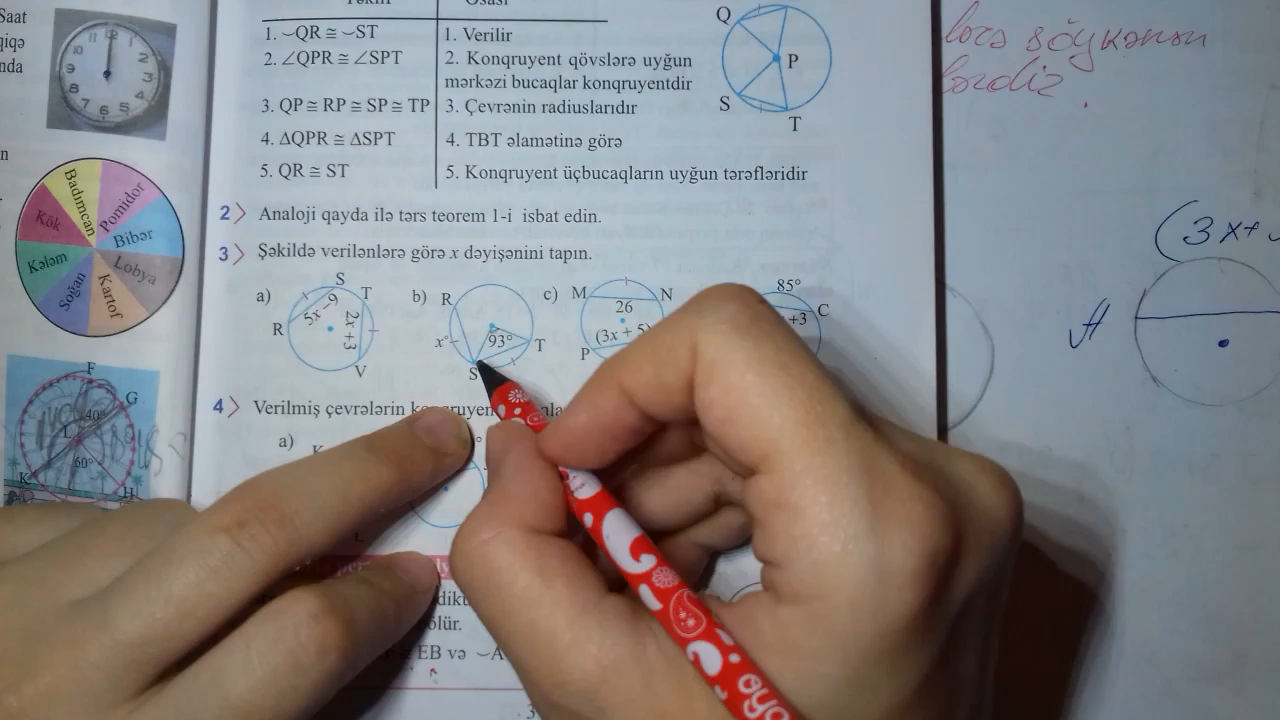 Saat
qiqə
nda
1. ⌣QR ≅ ⌣ST
1. Verilir
2. ∠QPR ≅ ∠SPT
2. Konqruyent qövslərə uyğun
mərkəzi bucaqlar konqruyentdir
3. QP ≅ RP ≅ SP ≅ TP
3. Çevrənin radiuslarıdır
4. ΔQPR ≅ ΔSPT
4. TBT əlamətinə görə
5. QR ≅ ST
5. Konqruyent üçbucaqların uyğun tərəfləridir
Q
P
S
T
2 Analoji qayda ilə tərs teorem 1-i isbat edin.
3 Şəkildə verilənlərə görə x dəyişənini tapın.
a)
S
T
R
V
5x −9
2x +3
b)
R
x°
93°
T
S
c)
M
N
26
(3x + 5)
P
85°
C
+3
4 Verilmiş çevrələrin
a)
Badımcan
Pomidor
Kök
Bibər
Kələm
Lobya
Soğan
Kartof
F
G
40°
L
60°
K
H
EB və ⌣A
ölür.
söykənən
(3x+
A